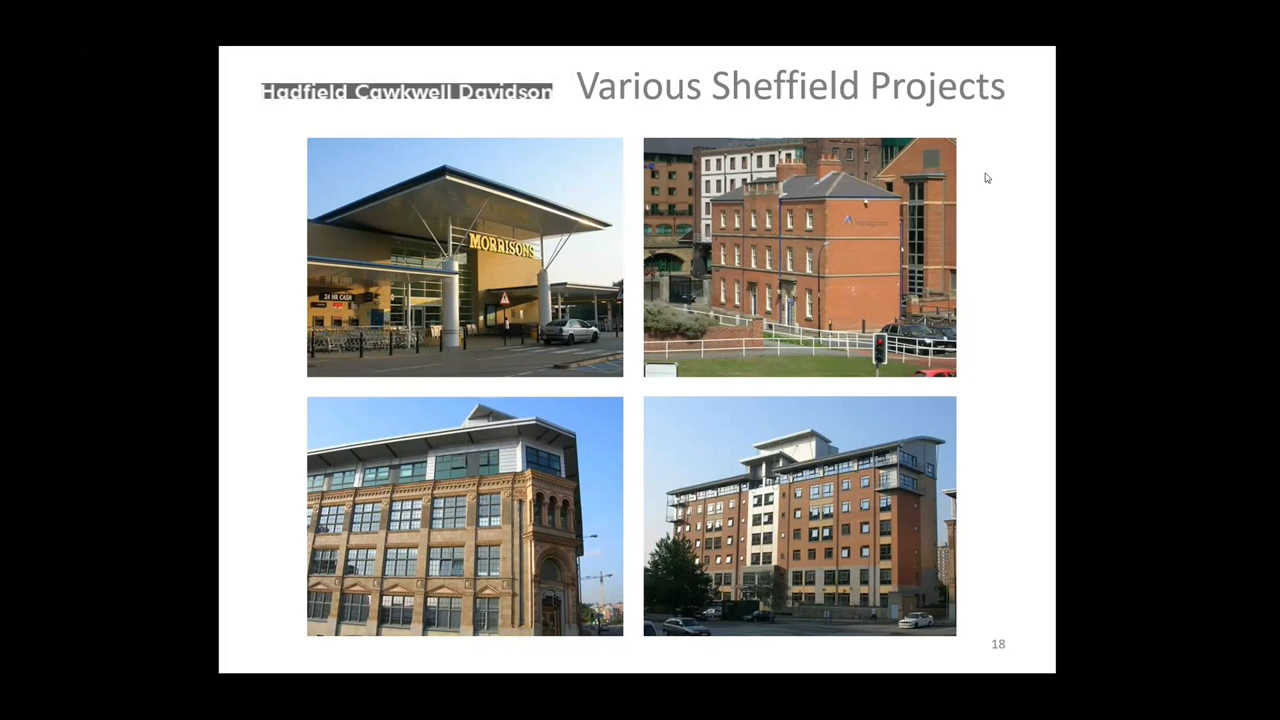 Hadfield Cawkwell Davidson
Various Sheffield Projects
MORRISONS
24 HR CASH
18